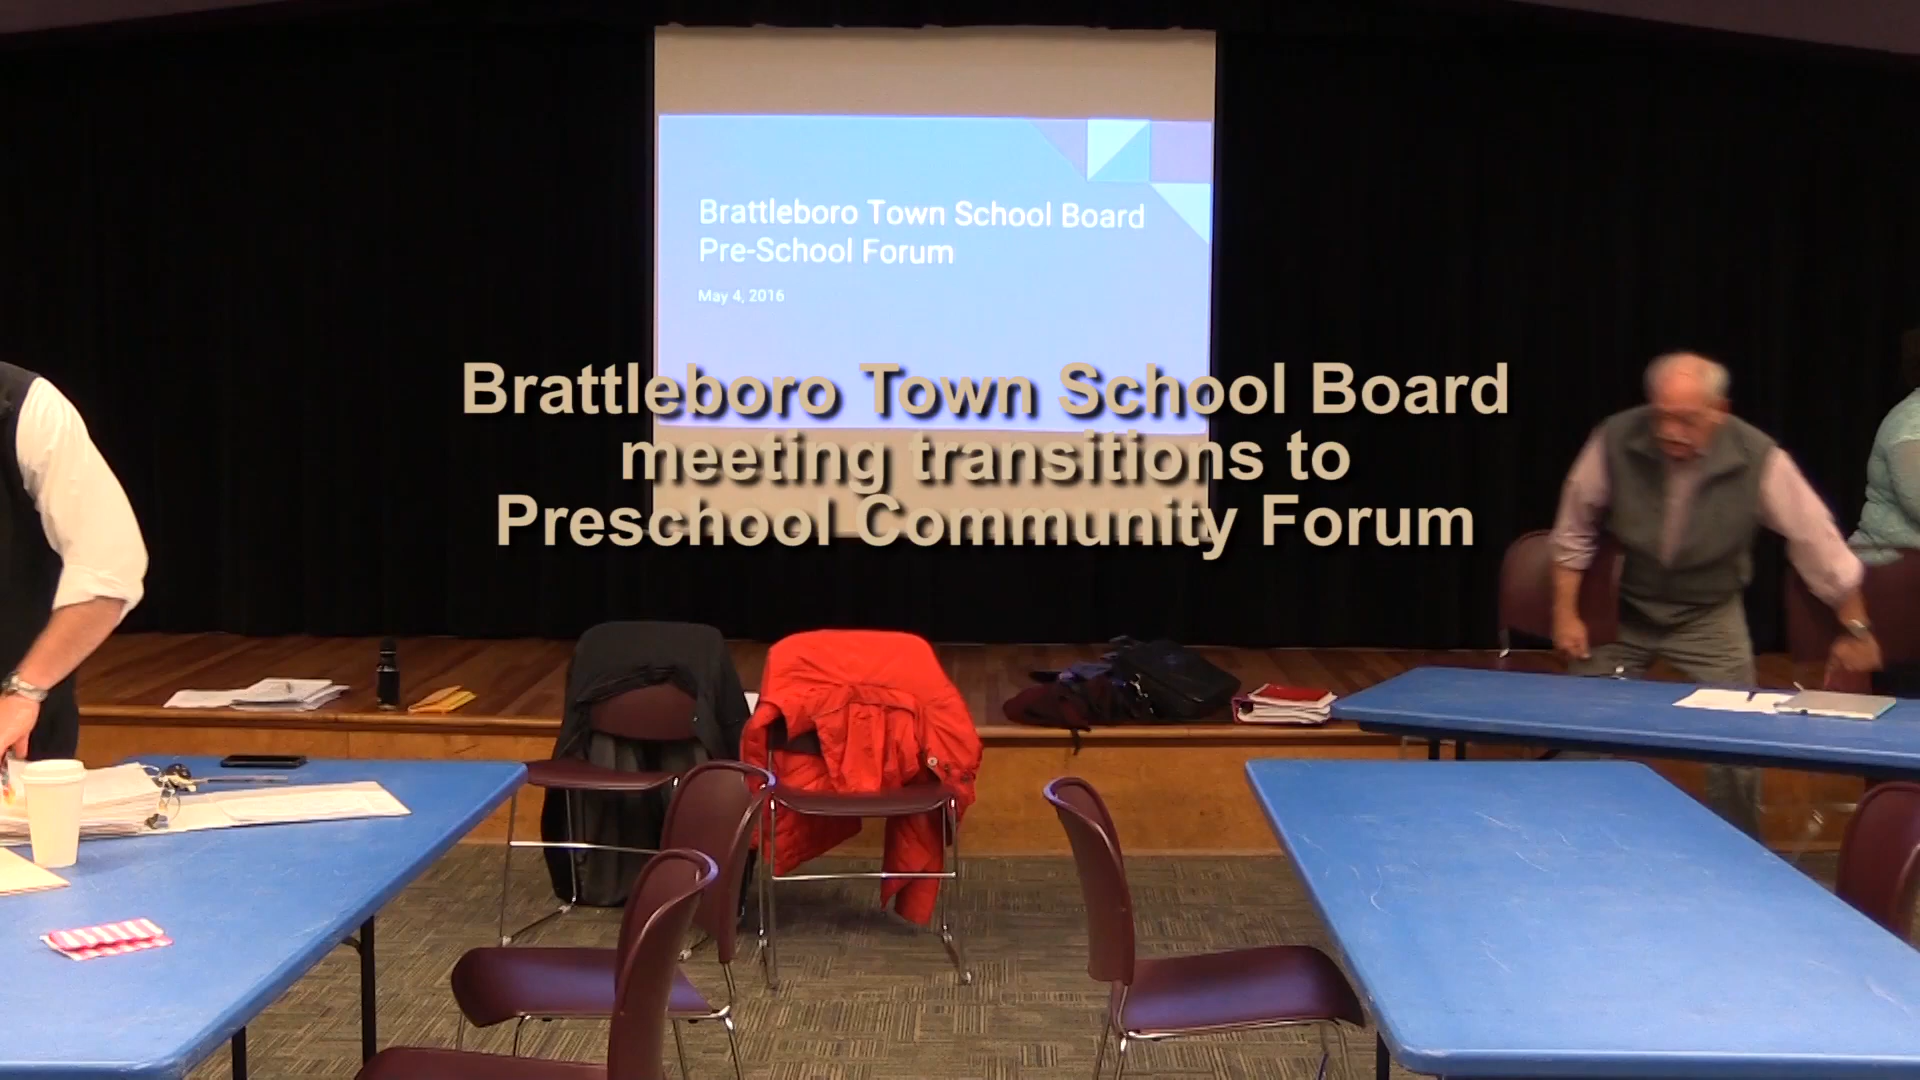 Brattleboro Town School Board
Pre-School Forum
May 4, 2016
Brattleboro Town School Board
meeting transitions to
Preschool Community Forum